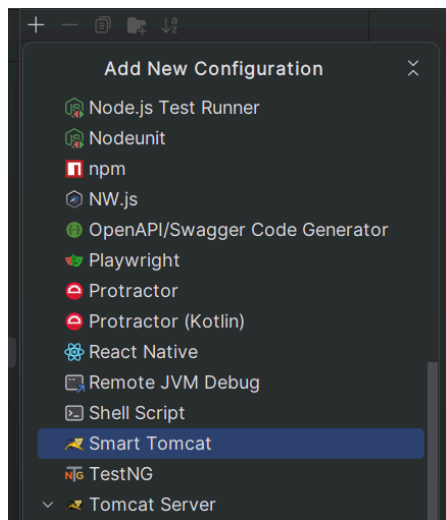 Add New Configuration
Node.js Test Runner
Nodeunit
npm
NW.js
OpenAPI/Swagger Code Generator
Playwright
Protractor
Protractor (Kotlin)
React Native
Remote JVM Debug
Shell Script
Smart Tomcat
TestNG
Tomcat Server